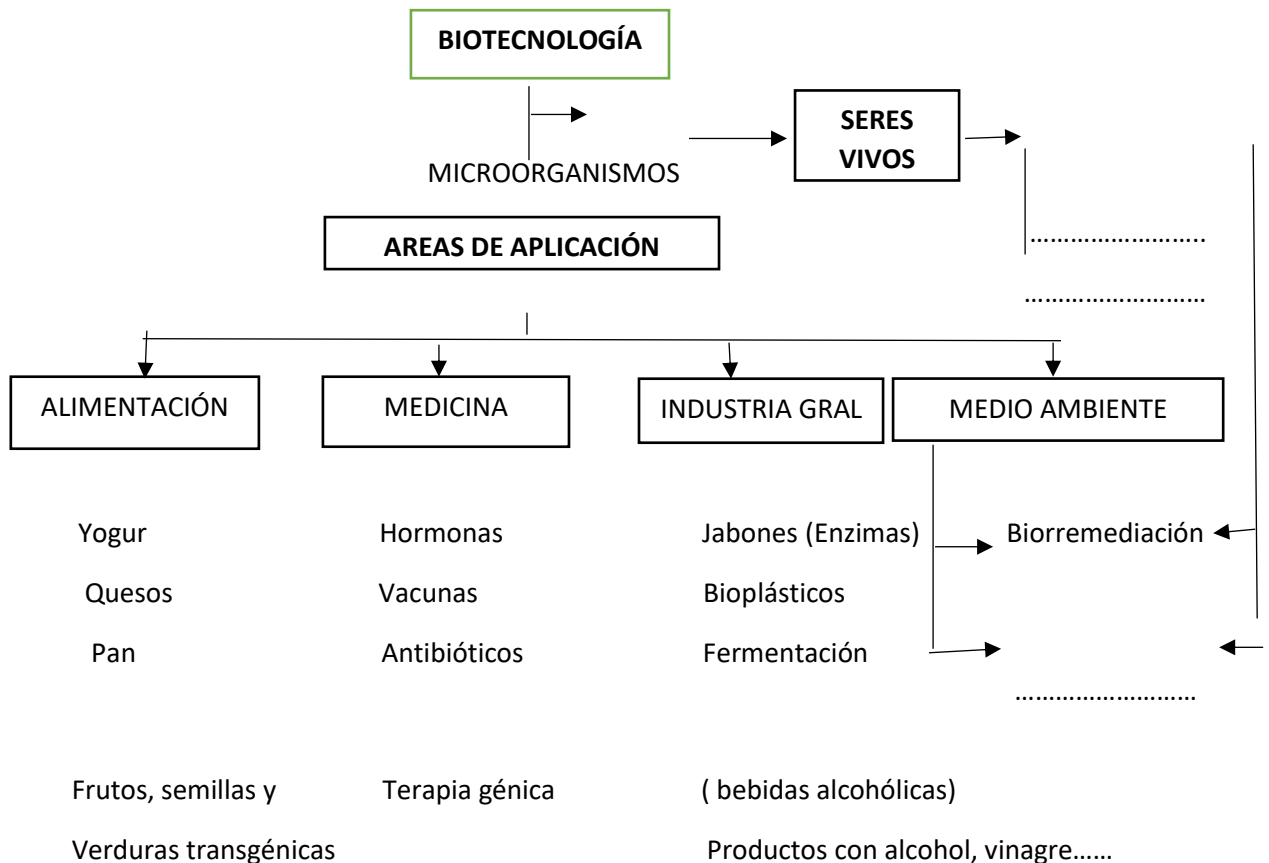 BIOTECNOLOGÍA
SERES
VIVOS
MICROORGANISMOS
AREAS DE APLICACIÓN
……………………..
………………………
ALIMENTACIÓN
MEDICINA
INDUSTRIA GRAL
MEDIO AMBIENTE
Yogur Hormonas Jabones (Enzimas) Biorremediación
Quesos Vacunas Bioplásticos
Pan Antibióticos Fermentación
………………………
Frutos, semillas y Terapia génica ( bebidas alcohólicas)
Verduras transgénicas Productos con alcohol, vinagre……